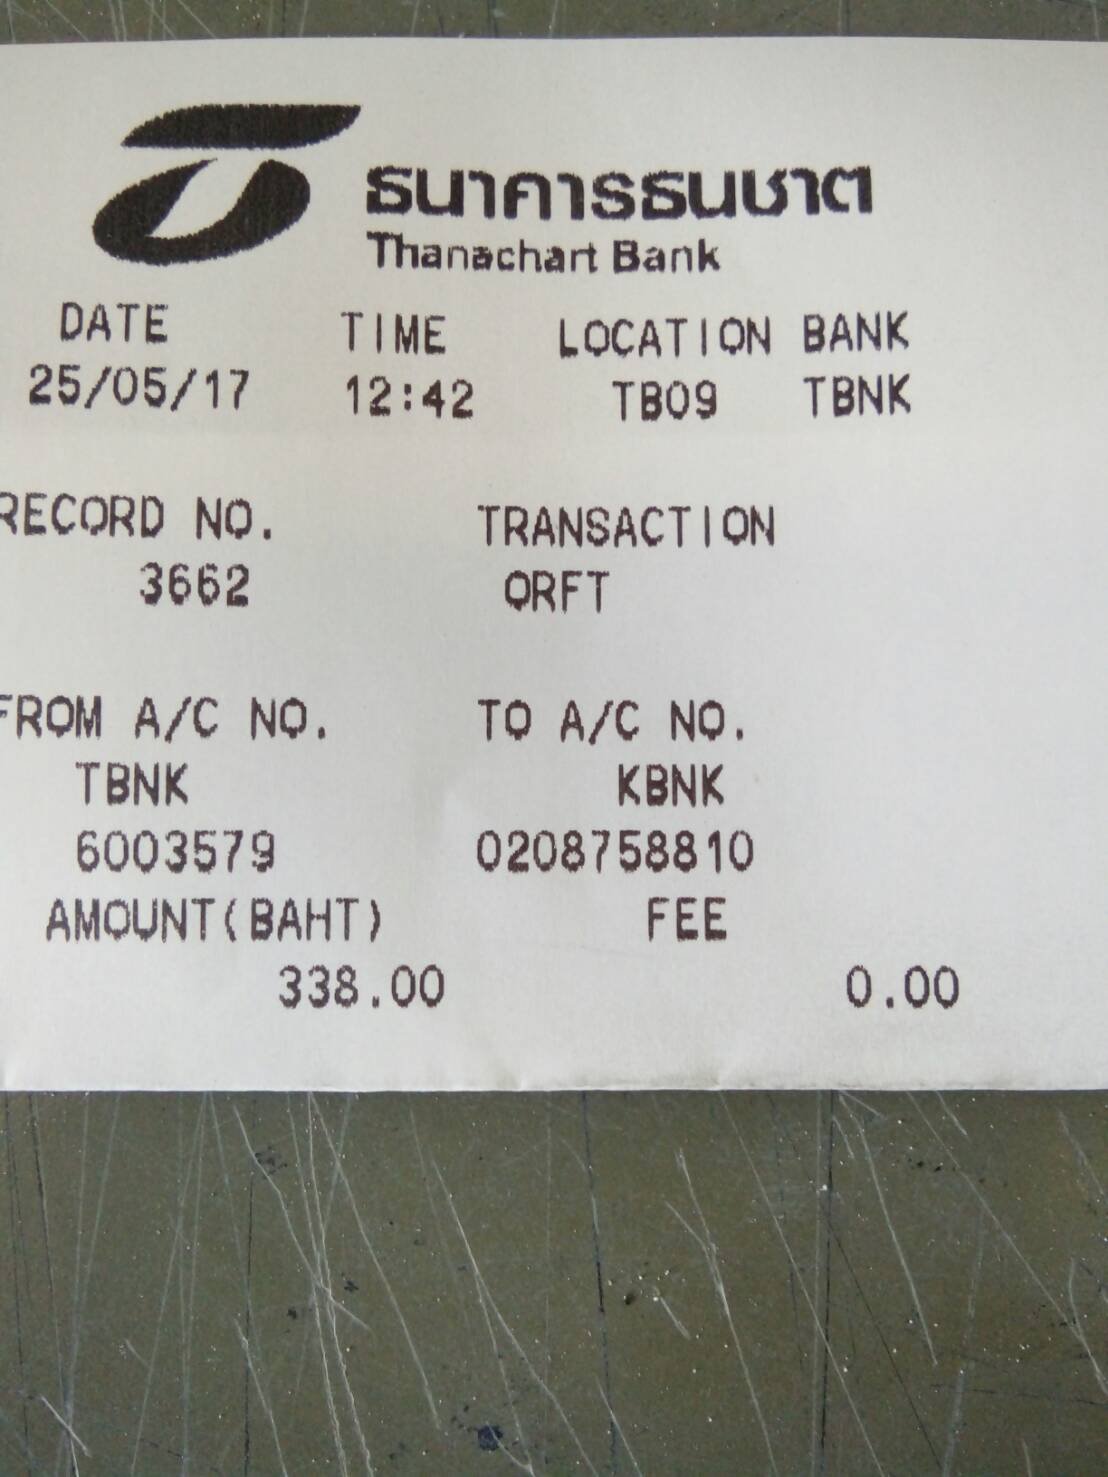 ธนาคารธนชาต
Thanachart Bank
DATE TIME LOCATION BANK
25/05/17 12:42 TB09 TBNK
RECORD NO. TRANSACTION
3662 ORFT
FROM A/C NO. TO A/C NO.
TBNK KBNK
6003579 0208758810
AMOUNT(BAHT) FEE
338.00 0.00